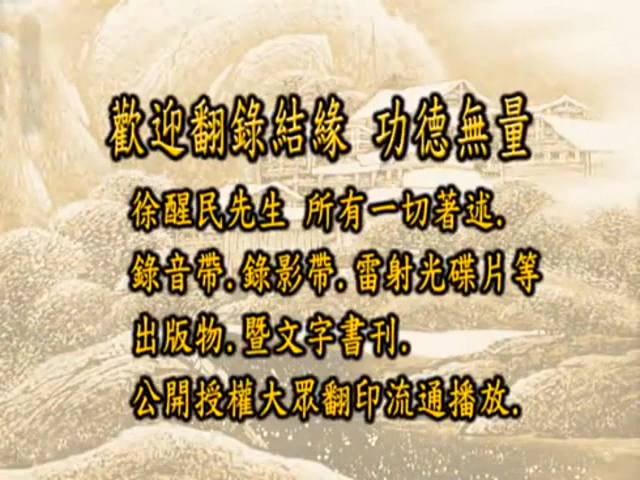 歡迎翻錄結緣 功德無量
徐醒民先生 所有一切著述.
錄音帶.錄影帶.雷射光碟片等
出版物.暨文字書刊.
公開授權大眾翻印流通播放.